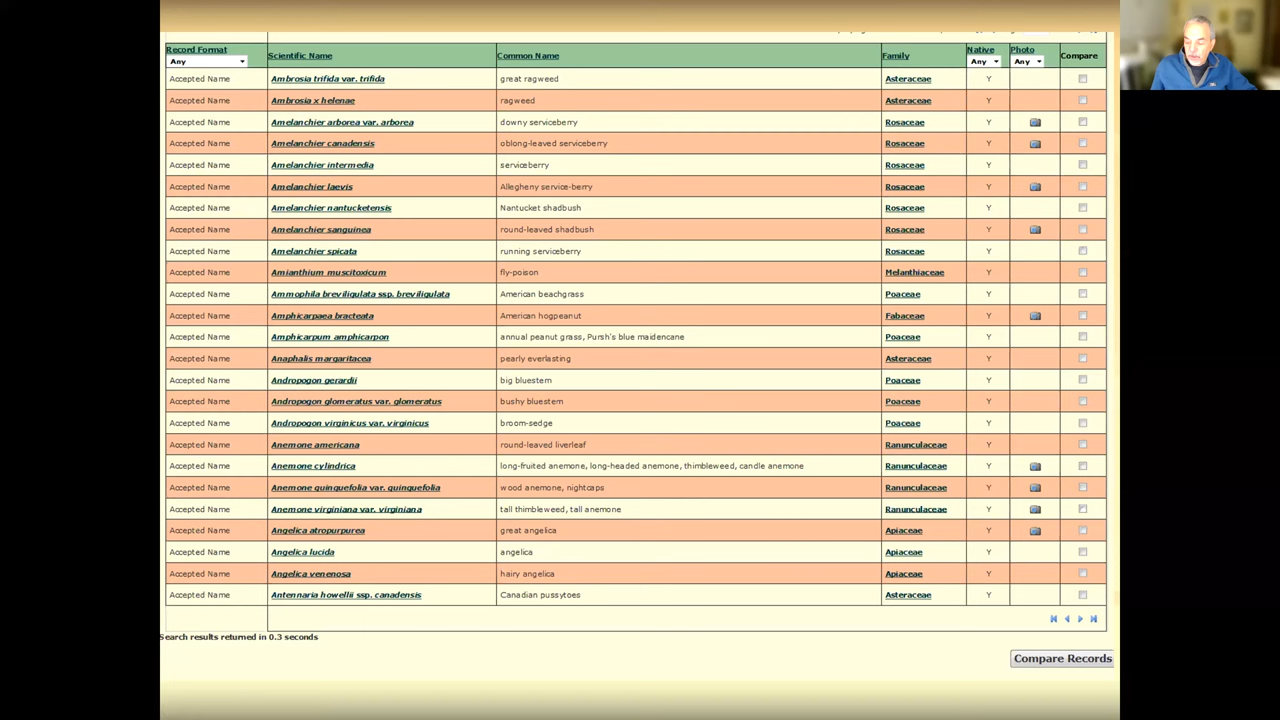 Record Format Scientific Name Common Name Family Native Photo Compare
Any Any Any
Accepted Name Ambrosia trifida var. trifida great ragweed Asteraceae Y
Accepted Name Ambrosia x helenae ragweed Asteraceae Y
Accepted Name Amelanchier arborea var. arborea downy serviceberry Rosaceae Y
Accepted Name Amelanchier canadensis oblong-leaved serviceberry Rosaceae Y
Accepted Name Amelanchier intermedia serviceberry Rosaceae Y
Accepted Name Amelanchier laevis Allegheny service-berry Rosaceae Y
Accepted Name Amelanchier nantucketensis Nantucket shadbush Rosaceae Y
Accepted Name Amelanchier sanguinea round-leaved shadbush Rosaceae Y
Accepted Name Amelanchier spicata running serviceberry Rosaceae Y
Accepted Name Amianthium muscitoxicum fly-poison Melanthiaceae Y
Accepted Name Ammophila breviligulata ssp. breviligulata American beachgrass Poaceae Y
Accepted Name Amphicarpaea bracteata American hogpeanut Fabaceae Y
Accepted Name Amphicarpum amphicarpon annual peanut grass, Pursh's blue maidencane Poaceae Y
Accepted Name Anaphalis margaritacea pearly everlasting Asteraceae Y
Accepted Name Andropogon gerardii big bluestem Poaceae Y
Accepted Name Andropogon glomeratus var. glomeratus bushy bluestem Poaceae Y
Accepted Name Andropogon virginicus var. virginicus broom-sedge Poaceae Y
Accepted Name Anemone americana round-leaved liverleaf Ranunculaceae Y
Accepted Name Anemone cylindrica long-fruited anemone, long-headed anemone, thimbleweed, candle anemone Ranunculaceae Y
Accepted Name Anemone quinquefolia var. quinquefolia wood anemone, nightcaps Ranunculaceae Y
Accepted Name Anemone virginiana var. virginiana tall thimbleweed, tall anemone Ranunculaceae Y
Accepted Name Angelica atropurpurea great angelica Apiaceae Y
Accepted Name Angelica lucida angelica Apiaceae Y
Accepted Name Angelica venenosa hairy angelica Apiaceae Y
Accepted Name Antennaria howellii ssp. canadensis Canadian pussytoes Asteraceae Y
Search results returned in 0.3 seconds
Compare Records